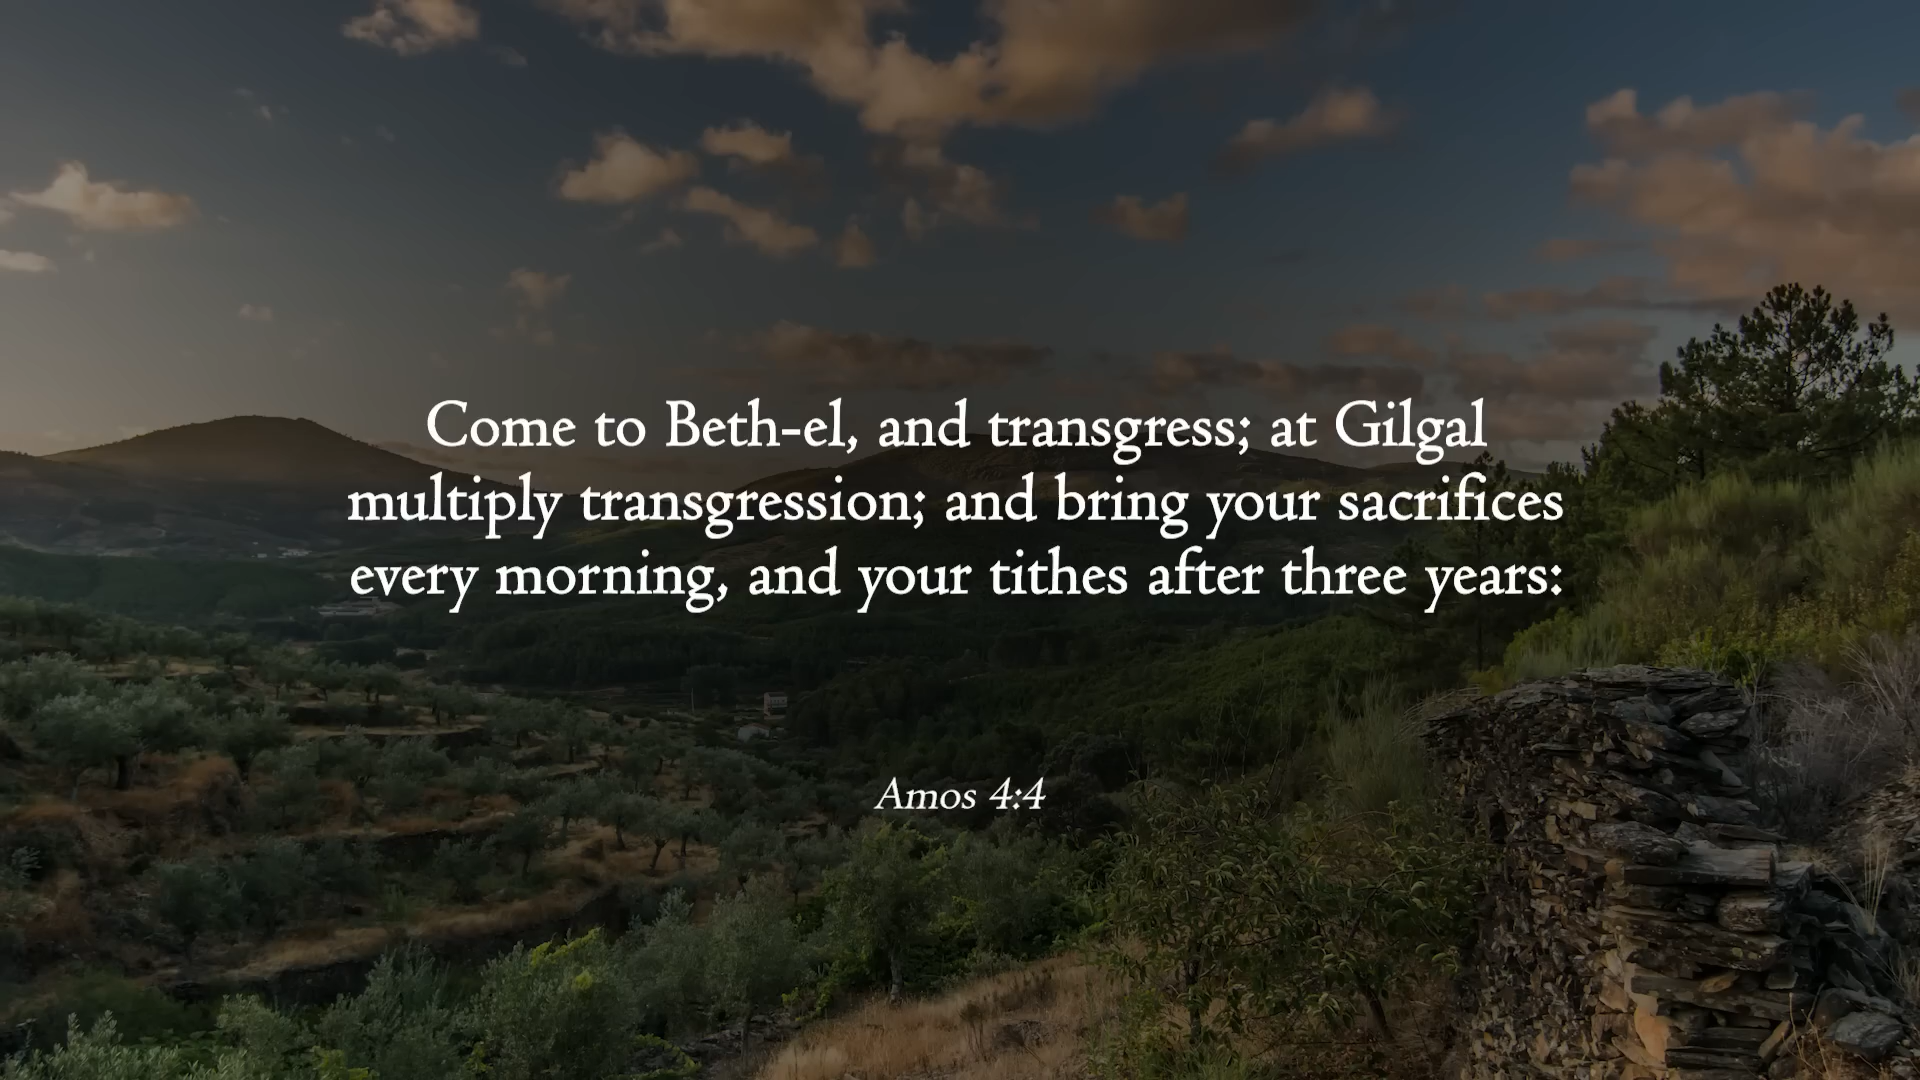 Come to Beth-el, and transgress; at Gilgal
multiply transgression; and bring your sacrifices
every morning, and your tithes after three years:
Amos 4:4